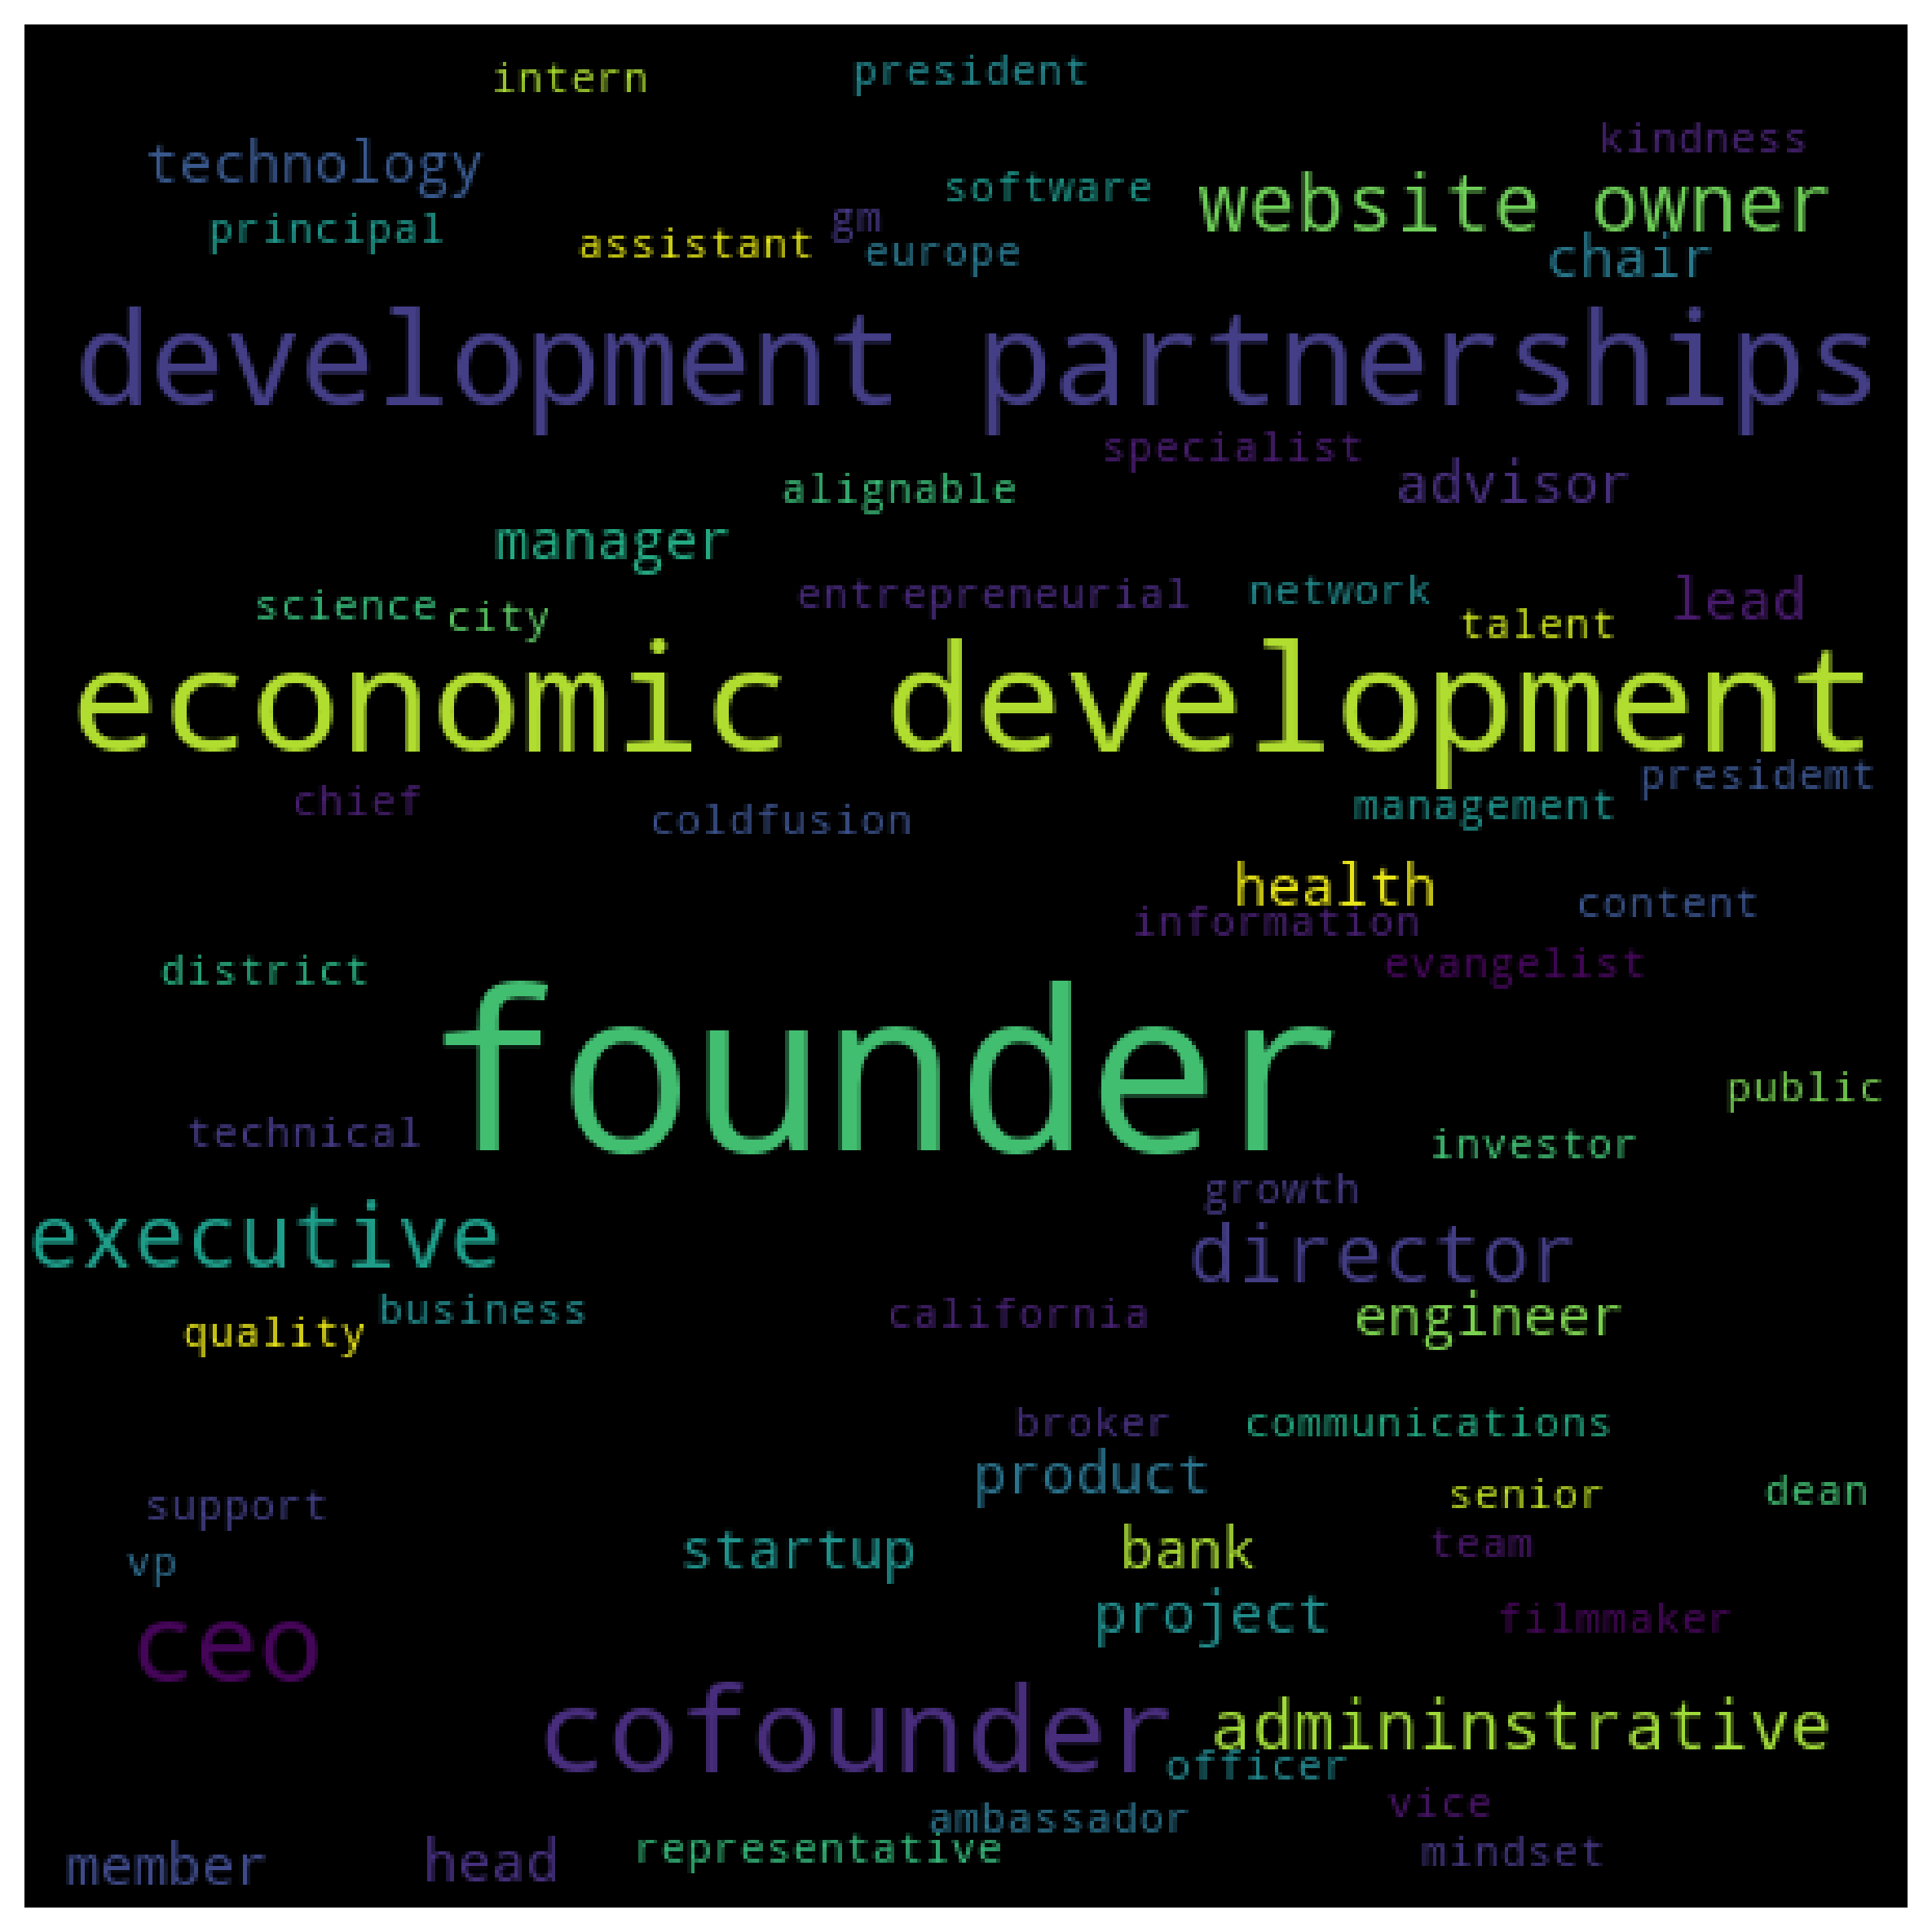 intern
president
kindness
technology
software
website owner
principal
gm
assistant
europe
chair
development partnerships
specialist
alignable
advisor
manager
entrepreneurial
network
lead
science
city
talent
economic development
presidemt
chief
coldfusion
management
health
content
information
evangelist
district
founder
public
technical
investor
growth
executive
director
business
california
engineer
quality
broker
communications
product
senior
dean
support
startup
bank
team
vp
project
filmmaker
ceo
cofounder
admininstrative
officer
ambassador
vice
member
head
representative
mindset